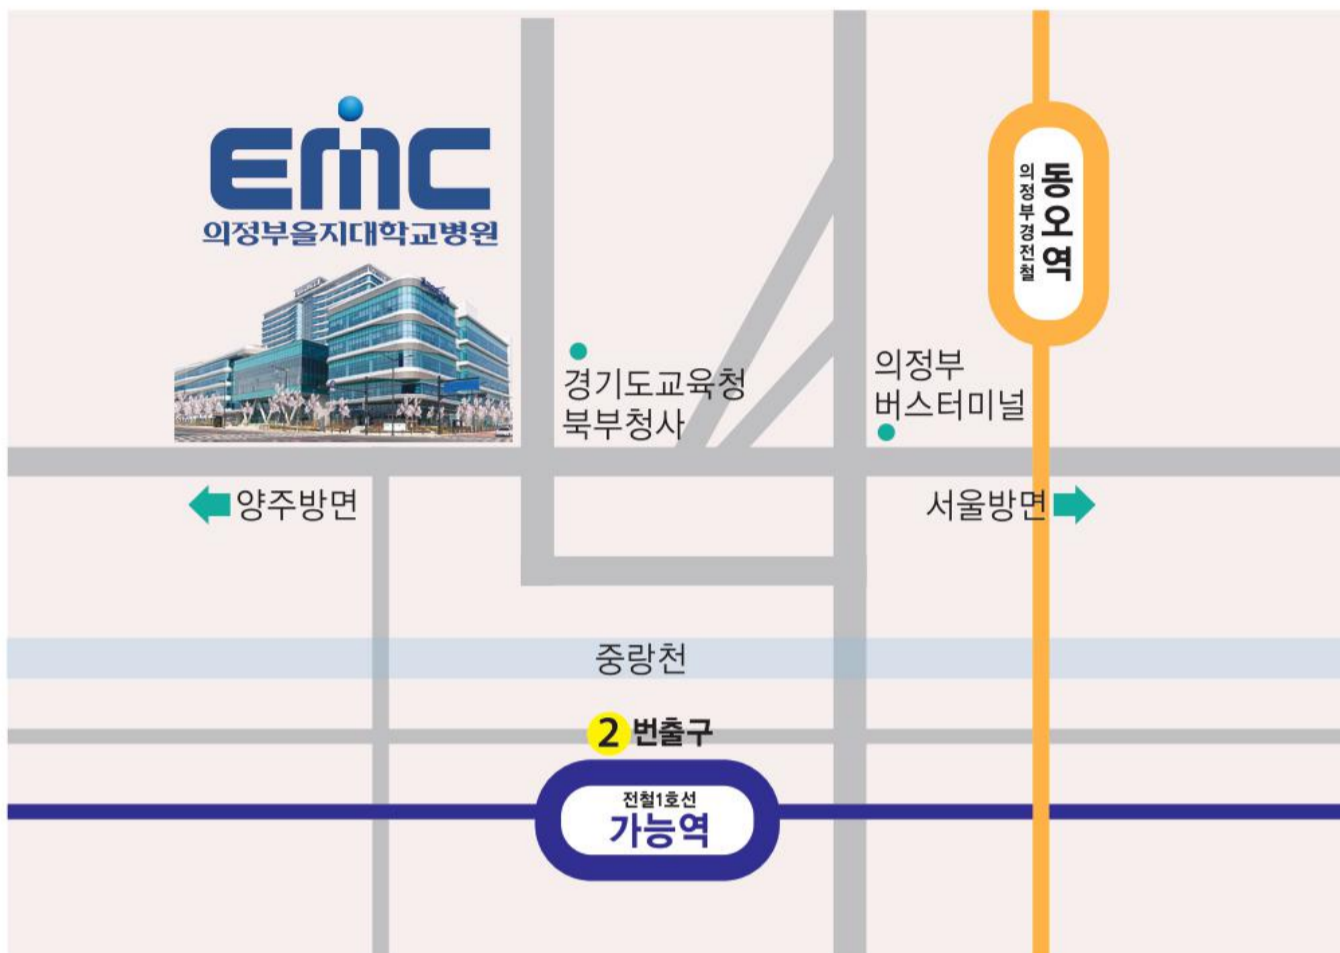 EMC
의정부을지대학교병원
동오역
의정부경전철
경기도교육청
북부청사
의정부
버스터미널
양주방면
서울방면
중랑천
2번출구
전철1호선
가능역